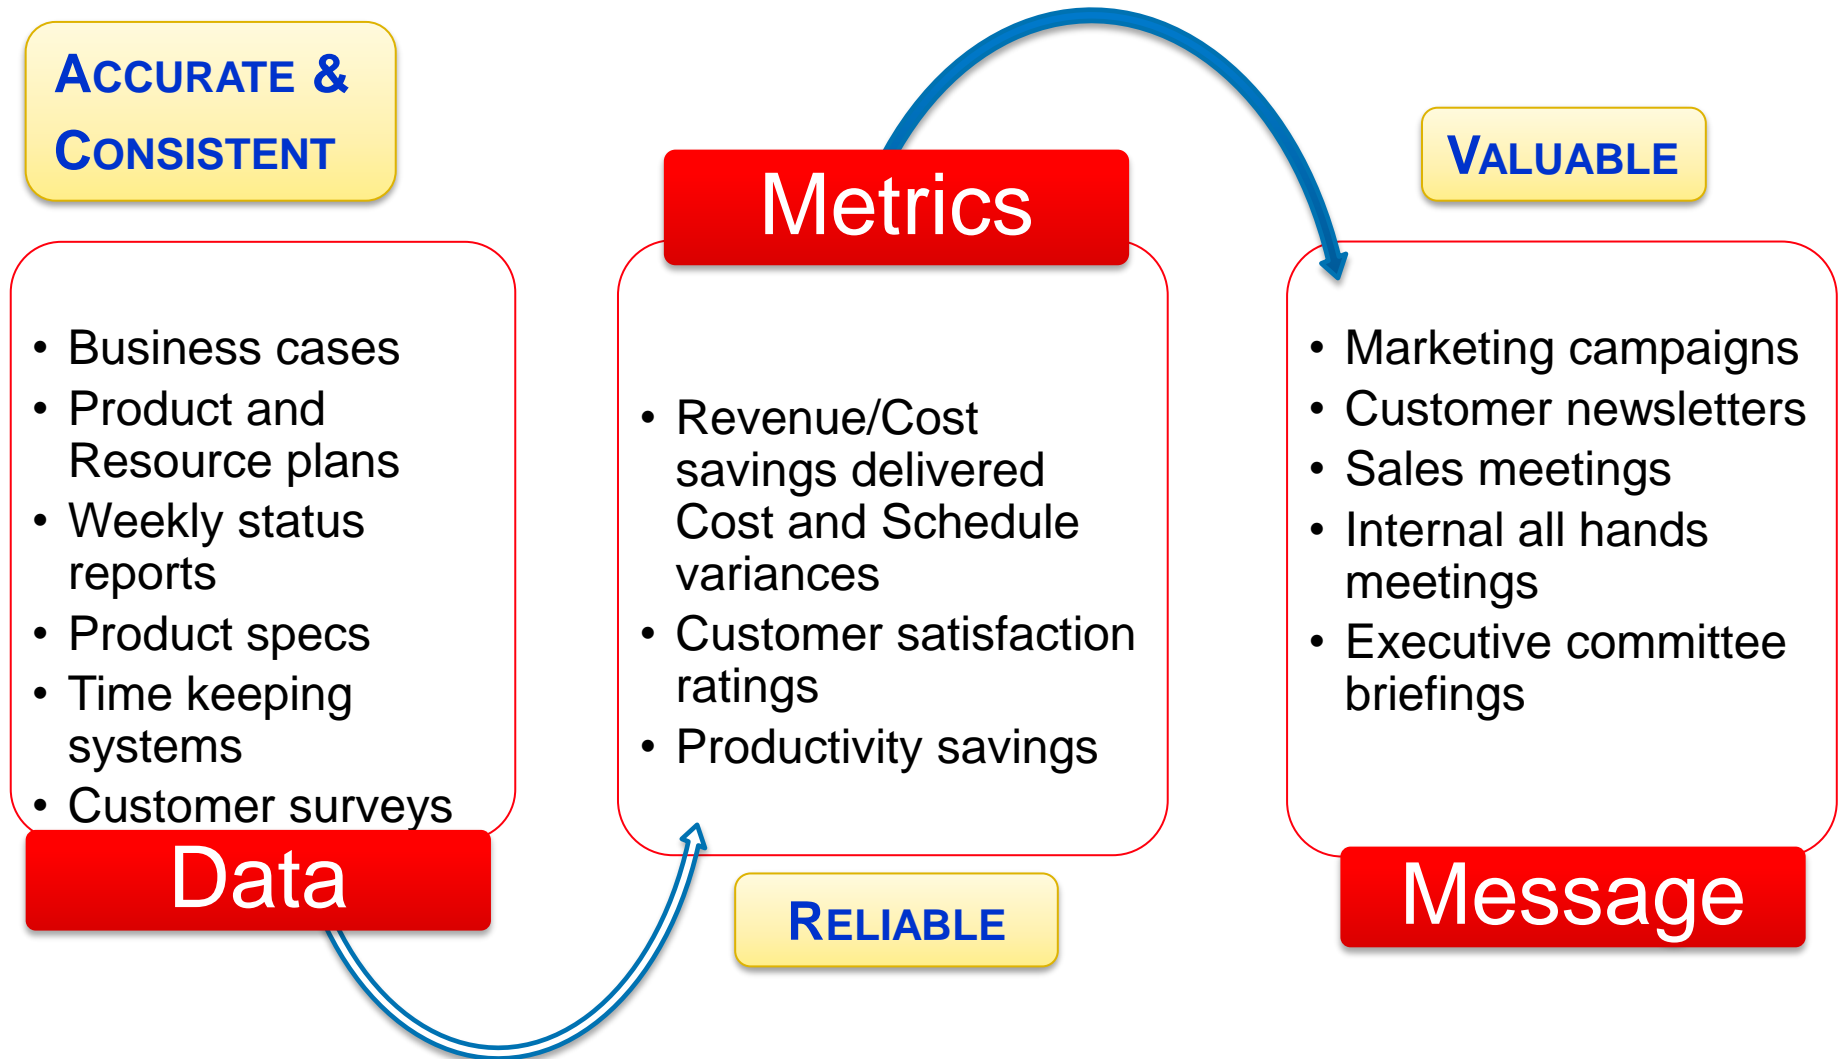 ACCURATE &
CONSISTENT
• Business cases
• Product and
Resource plans
• Weekly status
reports
• Product specs
• Time keeping
systems
• Customer surveys
Data
Metrics
• Revenue/Cost
savings delivered
Cost and Schedule
variances
• Customer satisfaction
ratings
• Productivity savings
RELIABLE
VALUABLE
• Marketing campaigns
• Customer newsletters
• Sales meetings
• Internal all hands
meetings
• Executive committee
briefings
Message